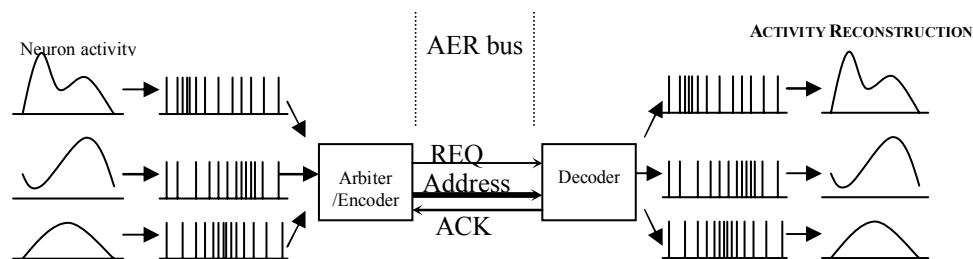 Neuron activity
AER bus
ACTIVITY RECONSTRUCTION
Arbiter
/Encoder
REQ
Address
ACK
Decoder